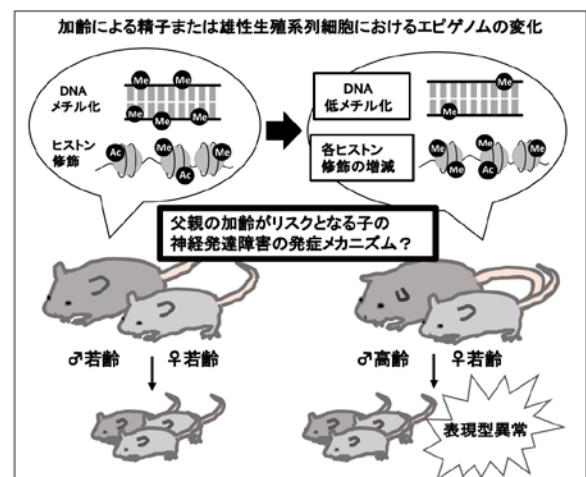 加齢による精子または雄性生殖系列細胞におけるエピゲノムの変化
DNA
メチル化
Me Me
Me Me Me
ヒストン
修飾
Ac Me Me
Ac
DNA
低メチル化
Me
Me
各ヒストン
修飾の増減
Me Me Me
Me Ac
父親の加齢がリスクとなる子の
神経発達障害の発症メカニズム？
♂若齢 ♀若齢
♂高齢 ♀若齢
表現型異常